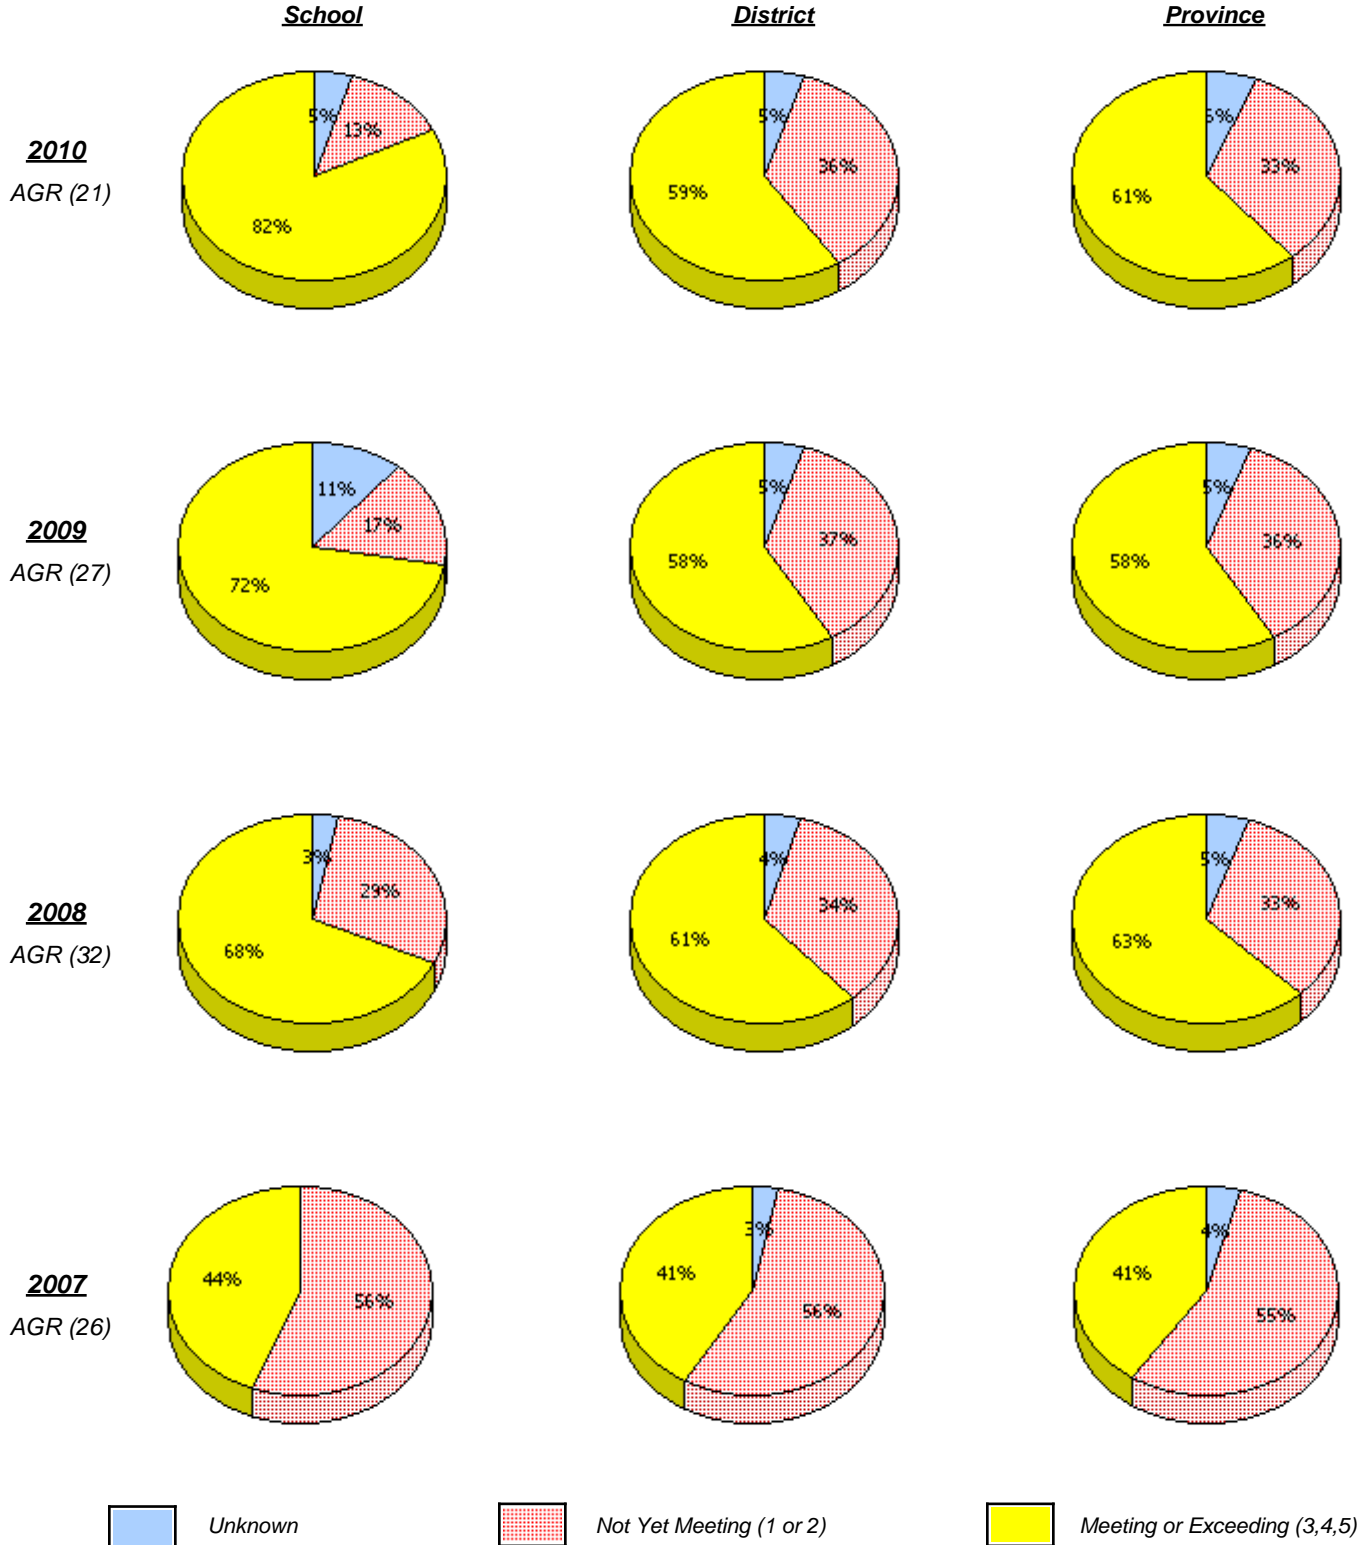 School District Province
5% 13% 82%
5% 36% 59%
6% 33% 61%
2010
AGR (21)
11% 17% 72%
5% 37% 58%
5% 36% 58%
2009
AGR (27)
3% 29% 68%
4% 34% 61%
5% 33% 63%
2008
AGR (32)
44% 56%
3% 41% 56%
4% 41% 55%
2007
AGR (26)
Unknown Not Yet Meeting (1 or 2) Meeting or Exceeding (3,4,5)